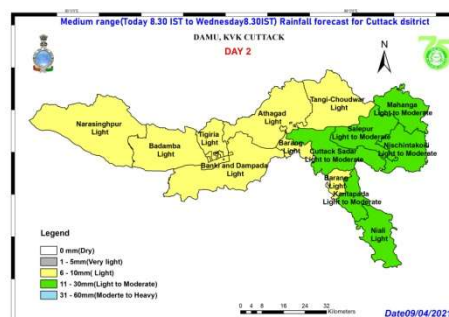 Medium range(Today 8.30 IST to Wednesday8.30IST) Rainfall forecast for Cuttack dsitrict
DAMU, KVK CUTTACK
DAY 2
N
75
Tangi-Choudwar
Light
Mahanga
Light to Moderate
Athagad
Light
Narasinghpur
Light
Tigiria
Light
Salepur
Light to Moderate
Badamba
Light
Barang
Light
Nischintakoili
Light to Moderate
Cuttack Sadar
Light to Moderate
Banki and Dampada
Light
Barang
Light
Kantapada
Light to Moderate
Niali
Light
Legend
0 mm(Dry)
1 - 5mm(Very light)
6 - 10mm( Light)
11 - 30mm(Light to Moderate)
31 - 60mm(Moderte to Heavy)
0 4 8 16 24 32
Kilometers
Date09/04/2021